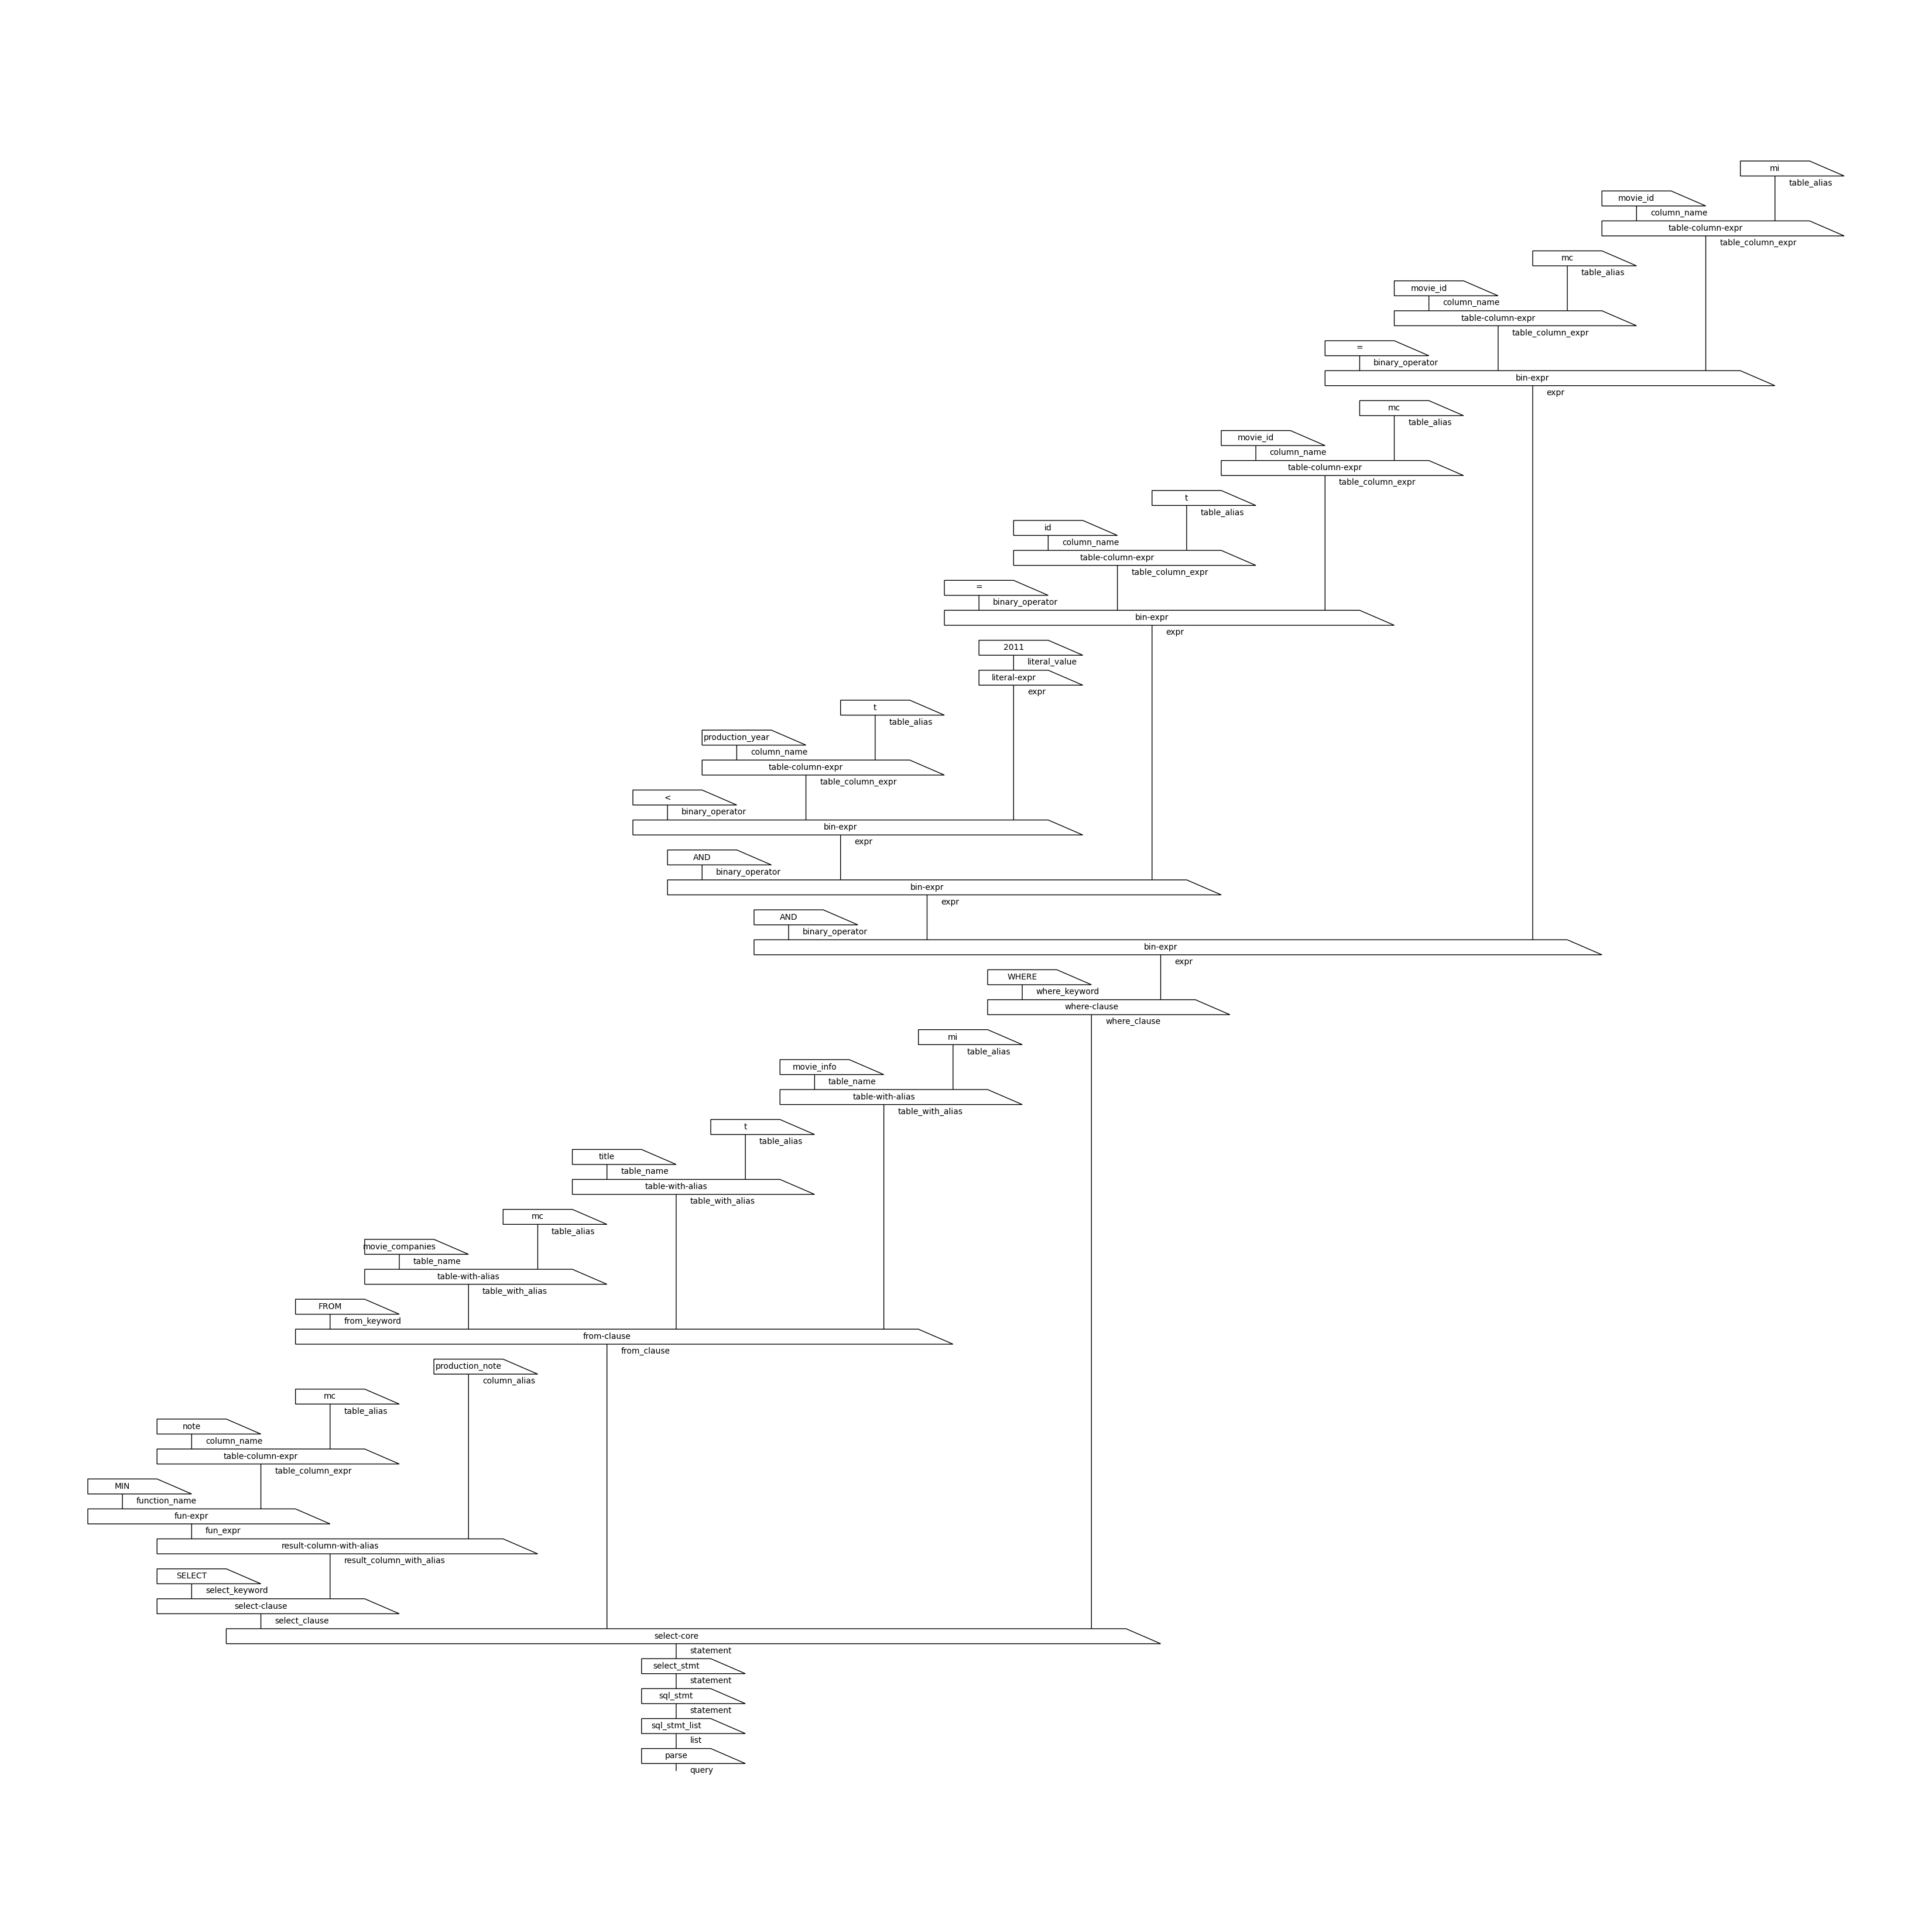 mi
table_alias
movie_id
column_name
table-column-expr
table_column_expr
mc
table_alias
movie_id
column_name
table-column-expr
table_column_expr
=
binary_operator
bin-expr
expr
mc
table_alias
movie_id
column_name
table-column-expr
table_column_expr
t
table_alias
id
column_name
table-column-expr
table_column_expr
=
binary_operator
bin-expr
expr
2011
literal_value
literal-expr
expr
t
table_alias
production_year
column_name
table-column-expr
table_column_expr
<
binary_operator
bin-expr
expr
AND
binary_operator
bin-expr
expr
AND
binary_operator
bin-expr
expr
WHERE
where_keyword
where-clause
where_clause
mi
table_alias
movie_info
table_name
table-with-alias
table_with_alias
t
table_alias
title
table_name
table-with-alias
table_with_alias
mc
table_alias
movie_companies
table_name
table-with-alias
table_with_alias
FROM
from_keyword
from-clause
from_clause
production_note
column_alias
mc
table_alias
note
column_name
table-column-expr
table_column_expr
MIN
function_name
fun-expr
fun_expr
result-column-with-alias
result_column_with_alias
SELECT
select_keyword
select-clause
select_clause
select-core
statement
select_stmt
statement
sql_stmt
statement
sql_stmt_list
list
parse
query